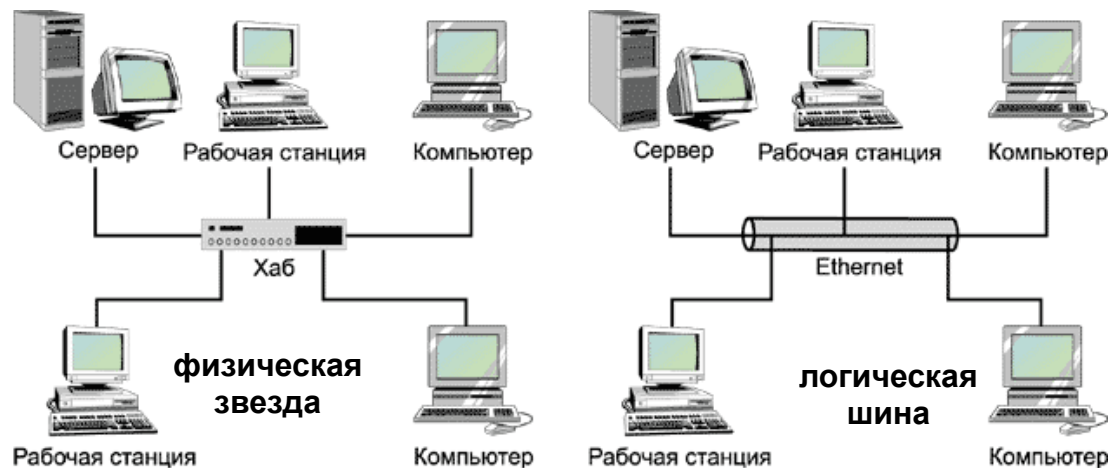 Сервер Рабочая станция Компьютер
Хаб
физическая
звезда
Рабочая станция Компьютер
Сервер Рабочая станция Компьютер
Ethernet
логическая
шина
Рабочая станция Компьютер